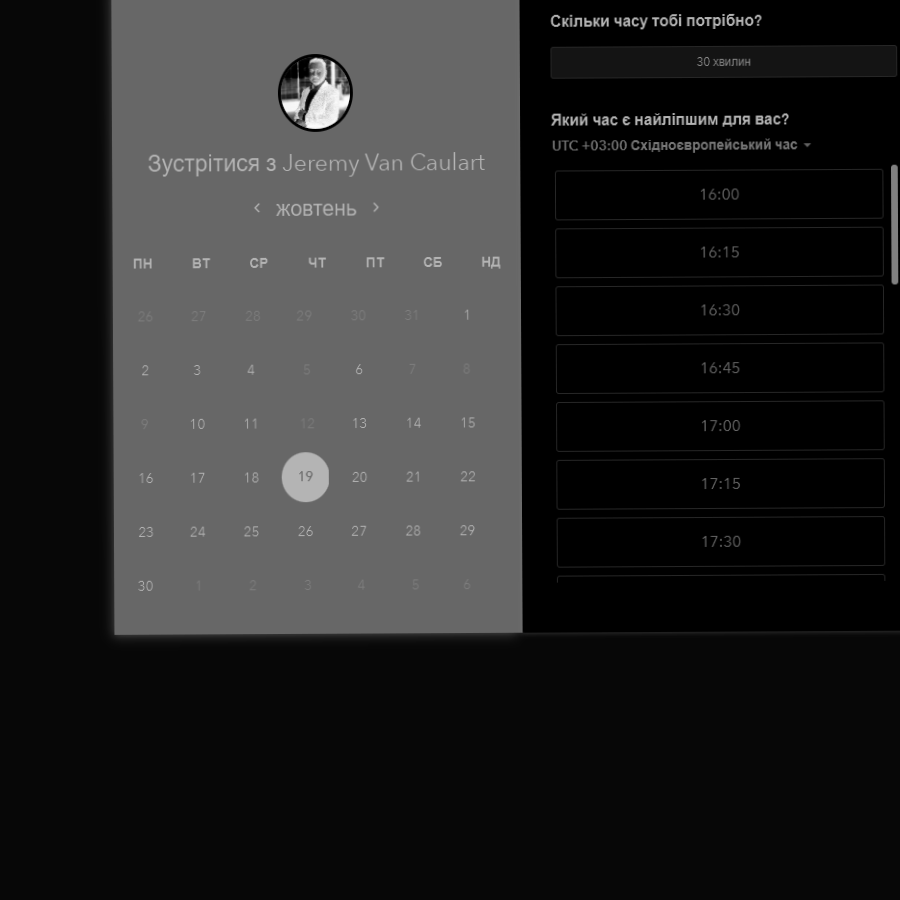 Зустрітися з Jeremy Van Caulart
жовтень
ПН ВТ СР ЧТ ПТ СБ НД
26 27 28 29 30 31 1
2 3 4 5 6 7 8
9 10 11 12 13 14 15
16 17 18 19 20 21 22
23 24 25 26 27 28 29
30 1 2 3 4 5 6
Скільки часу тобі потрібно?
30 хвилин
Який час є найліпшим для вас?
UTC +03:00 Східноєвропейський час
16:00
16:15
16:30
16:45
17:00
17:15
17:30